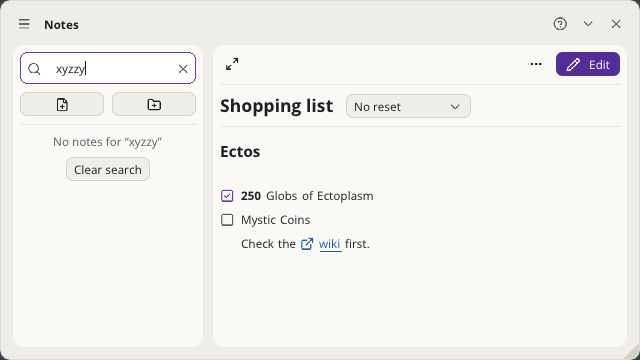 Notes
xyzzy
No notes for “xyzzy”
Clear search
Edit
Shopping list
No reset
Ectos
250 Globs of Ectoplasm
Mystic Coins
Check the wiki first.